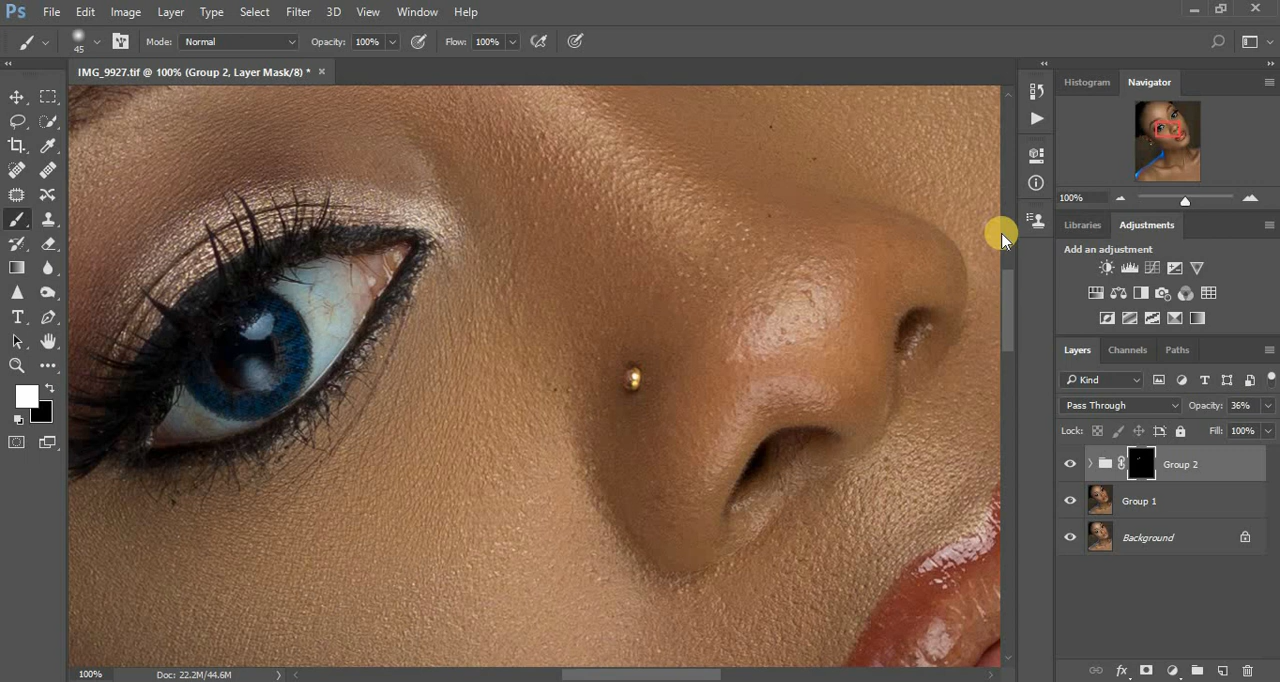 Ps File Edit Image Layer Type Select Filter 3D View Window Help
45 Mode: Normal Opacity: 100% Flow: 100%
IMG_9927.tif @ 100% (Group 2, Layer Mask/8) * ×
Histogram Navigator
100%
Libraries Adjustments
Add an adjustment
Layers Channels Paths
Kind
Pass Through Opacity: 36%
Lock: Fill: 100%
Group 2
Group 1
Background
100% Doc: 22.2M/44.6M